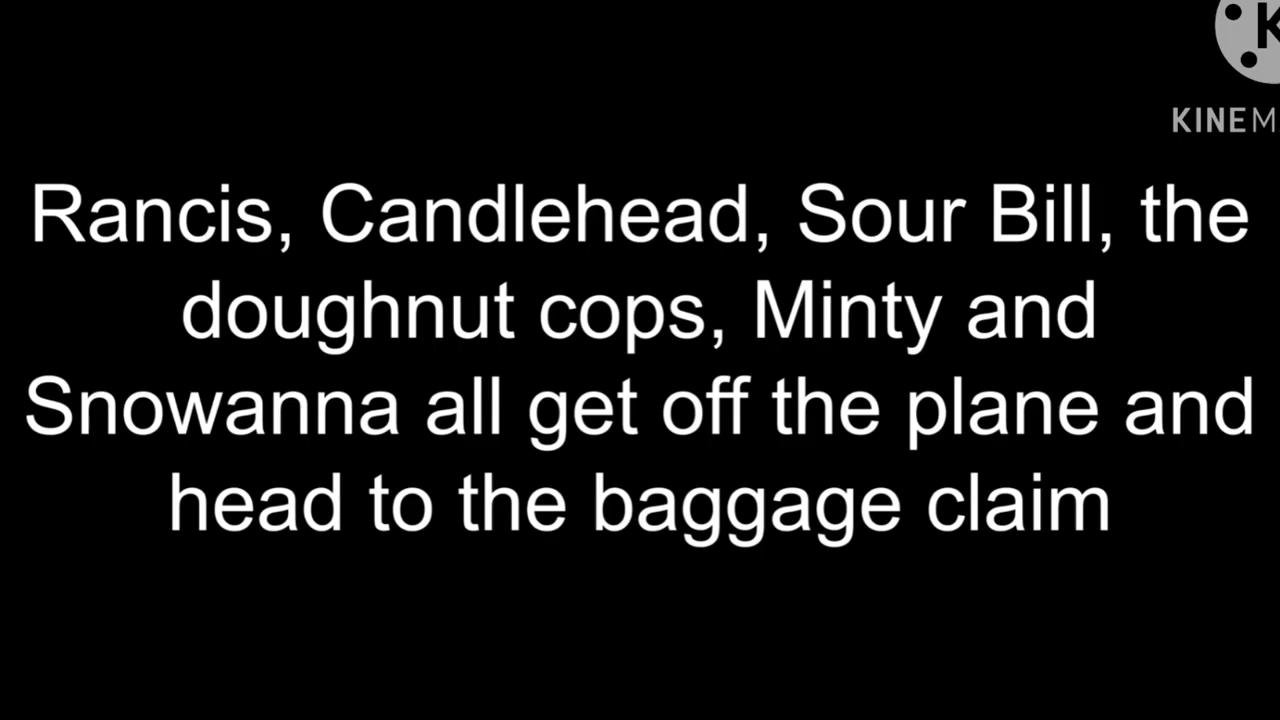 K
KINEM
Rancis, Candlehead, Sour Bill, the
doughnut cops, Minty and
Snowanna all get off the plane and
head to the baggage claim